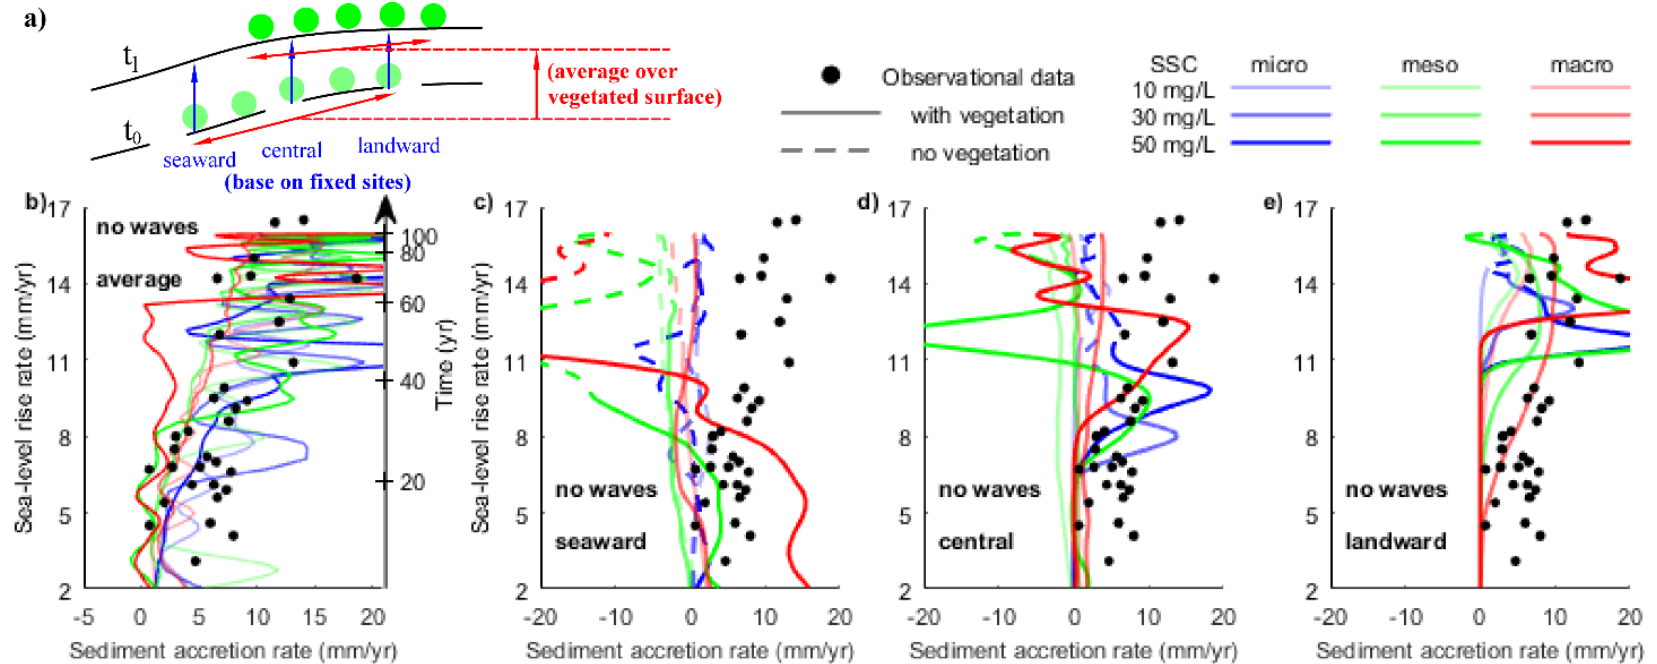 a)
t1
t0
seaward
central
landward
(base on fixed sites)
(average over
vegetated surface)
Observational data
with vegetation
no vegetation
SSC micro meso macro
10 mg/L
30 mg/L
50 mg/L
b)
17
14
11
8
5
2
-5 0 5 10 15 20
no waves
average
100
80
60
40
20
Time (yr)
Sea-level rise rate (mm/yr)
Sediment accretion rate (mm/yr)
c)
17
14
11
8
5
2
-20 -10 0 10 20
no waves
seaward
Sea-level rise rate (mm/yr)
Sediment accretion rate (mm/yr)
d)
17
14
11
8
5
2
-20 -10 0 10 20
no waves
central
Sediment accretion rate (mm/yr)
e)
17
14
11
8
5
2
-20 -10 0 10 20
no waves
landward
Sediment accretion rate (mm/yr)